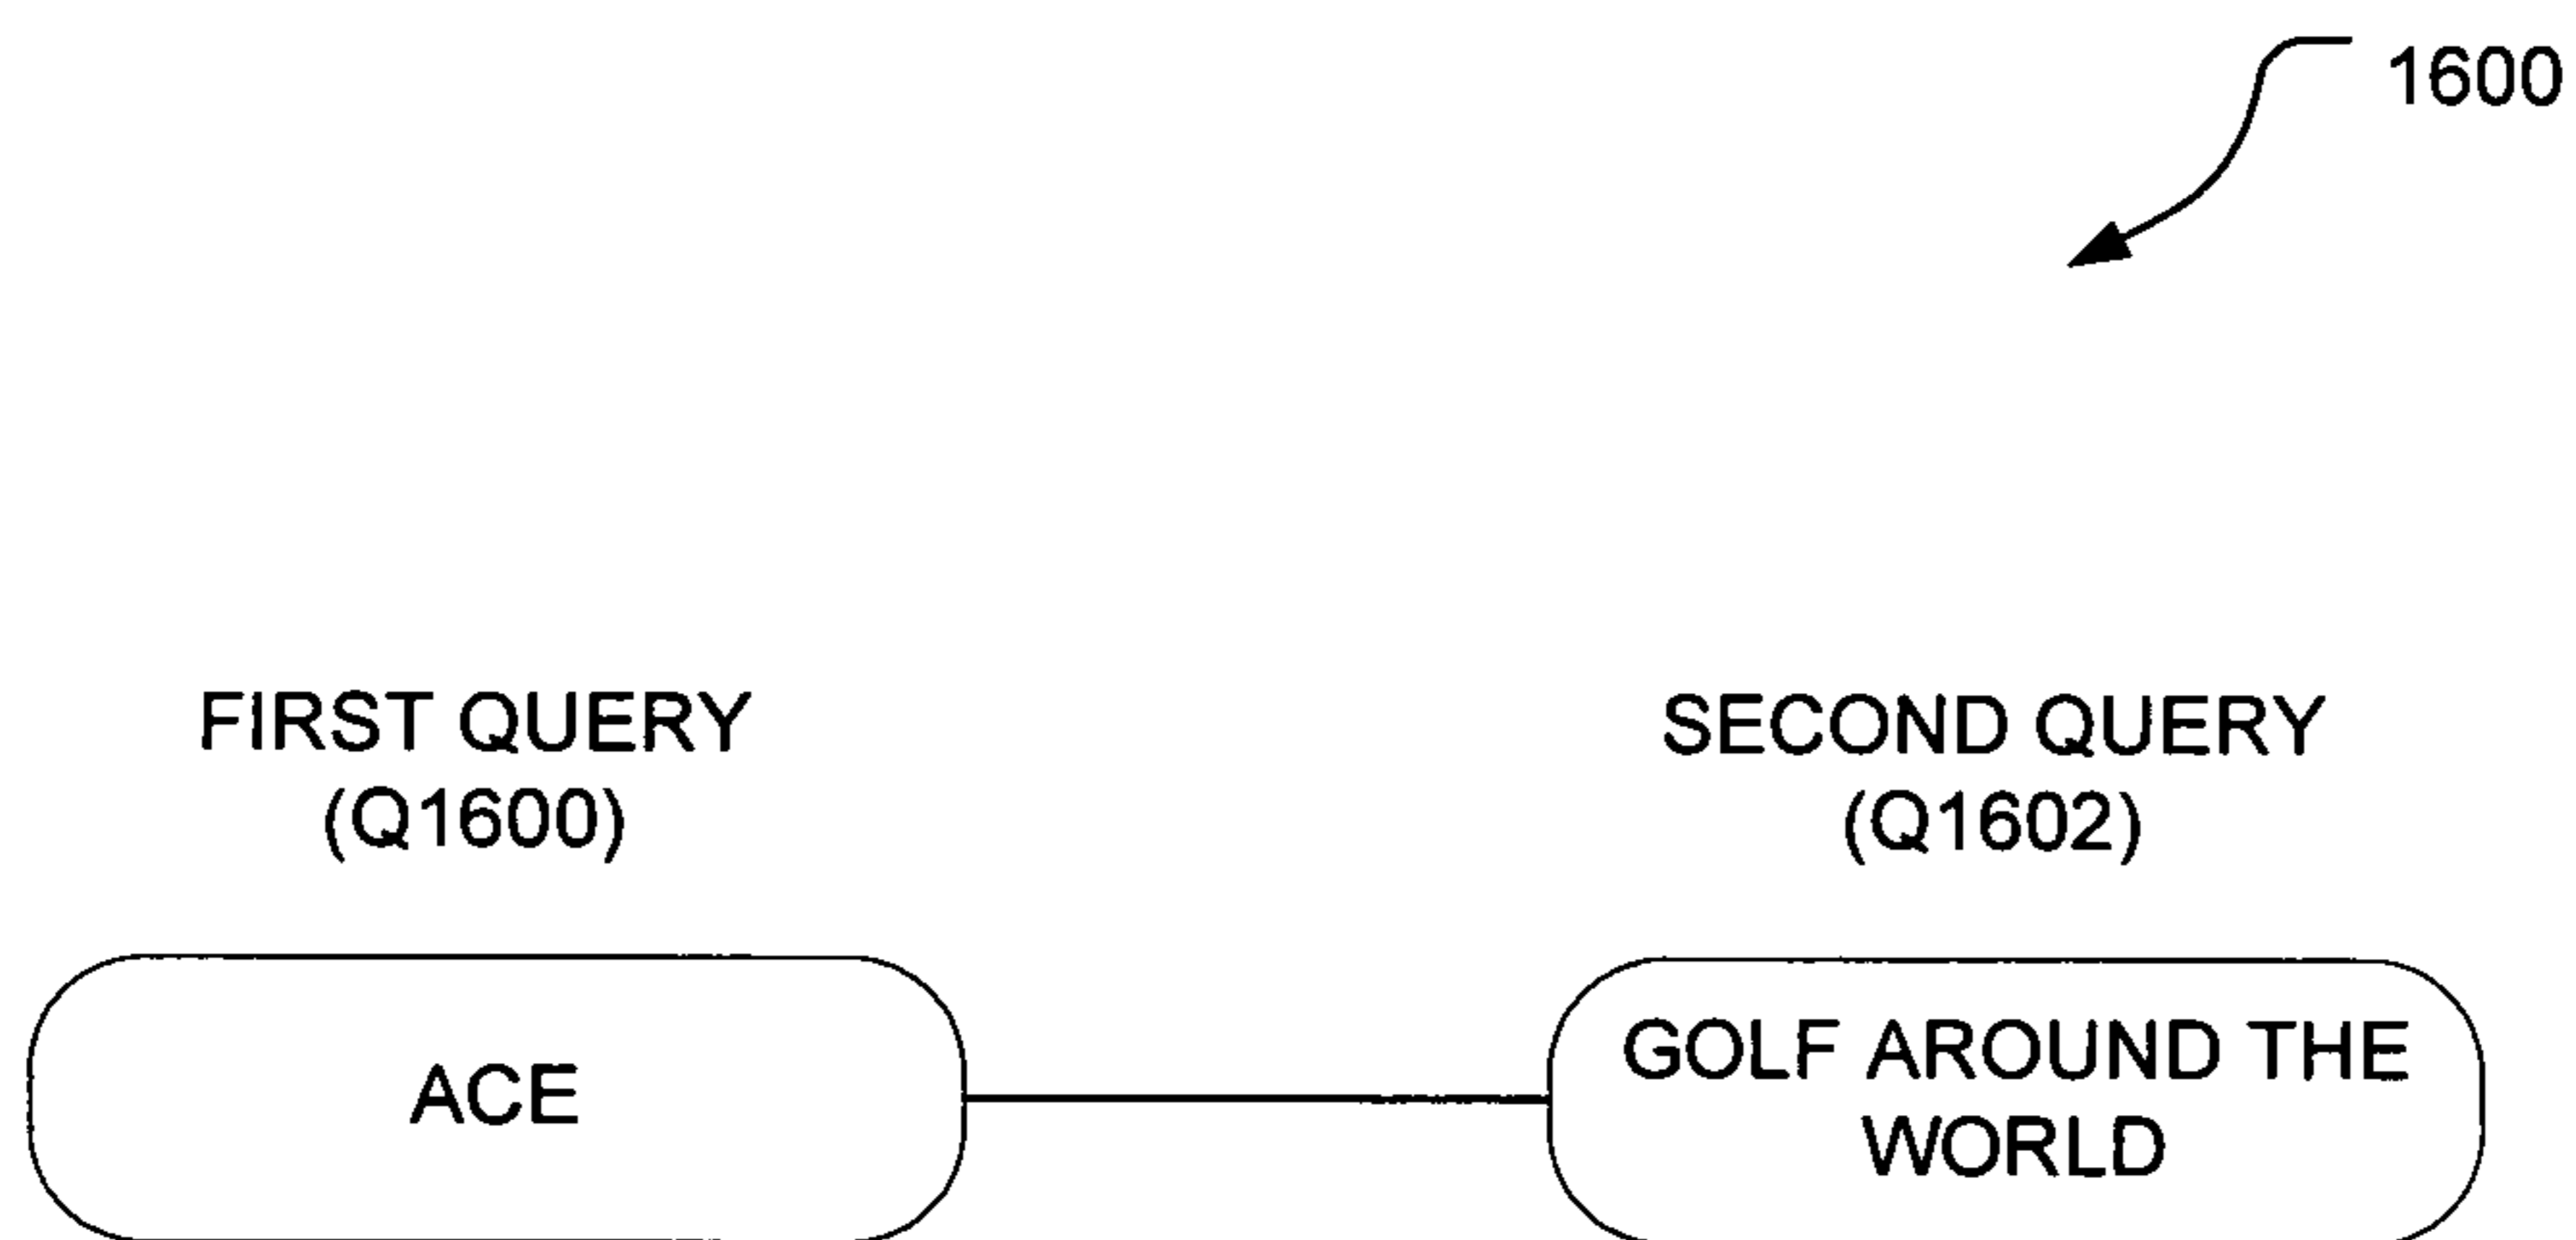 1600
FIRST QUERY
(Q1600)
SECOND QUERY
(Q1602)
ACE
GOLF AROUND THE
WORLD